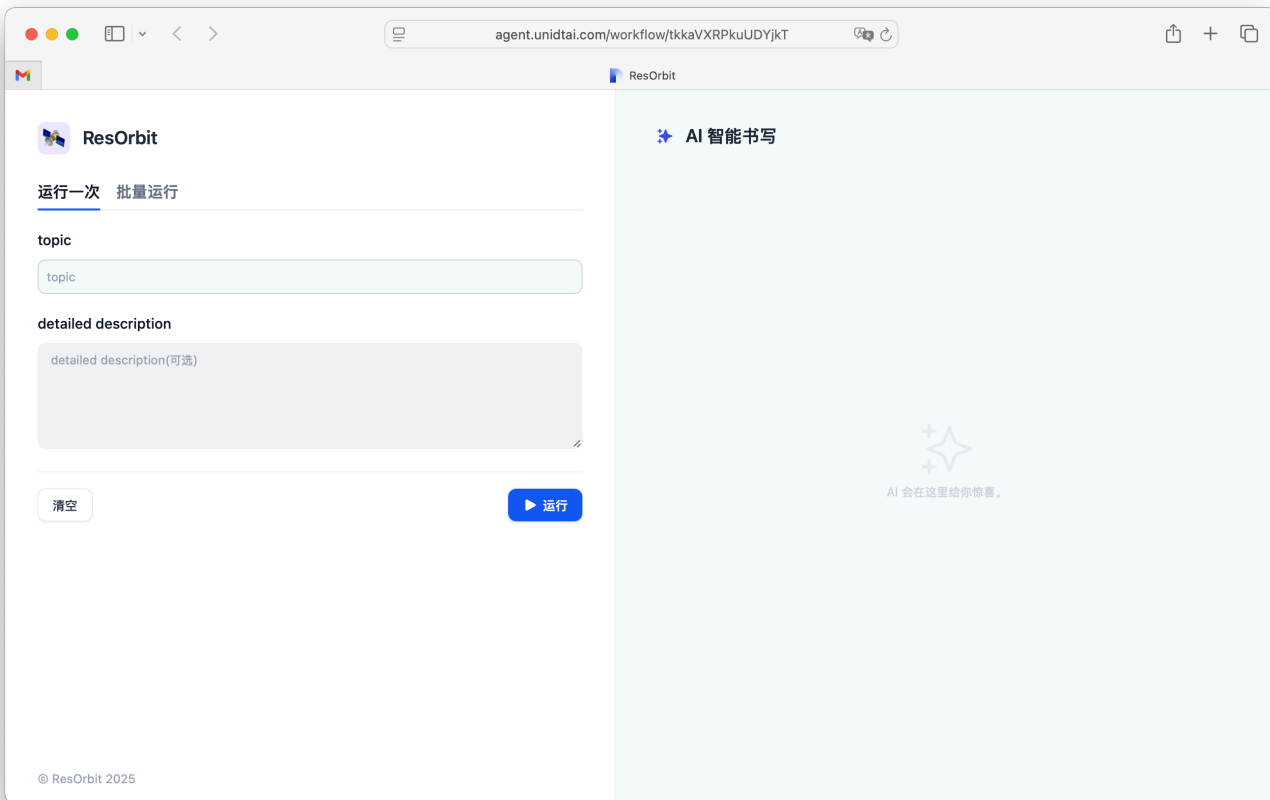 agent.unidtai.com/workflow/tkkaVXRPkuUDYjkT
ResOrbit
ResOrbit
运行一次 批量运行
topic
topic
detailed description
detailed description(可选)
清空
运行
© ResOrbit 2025
AI 智能书写
AI 会在这里给你惊喜。